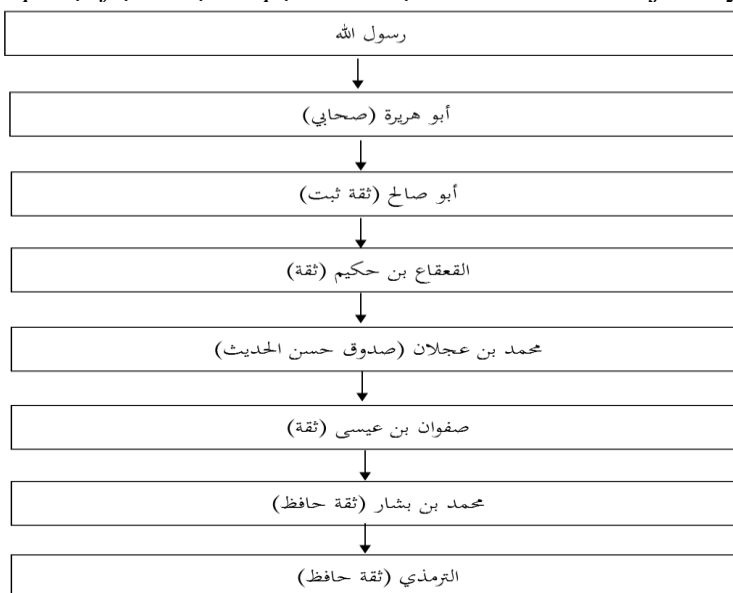 رسول الله
أبو هريرة (صحابي)
أبو صالح (ثقة ثبت)
القعقاع بن حكيم (ثقة)
محمد بن عجلان (صدوق حسن الحديث)
صفوان بن عيسى (ثقة)
محمد بن بشار (ثقة حافظ)
الترمذي (ثقة حافظ)